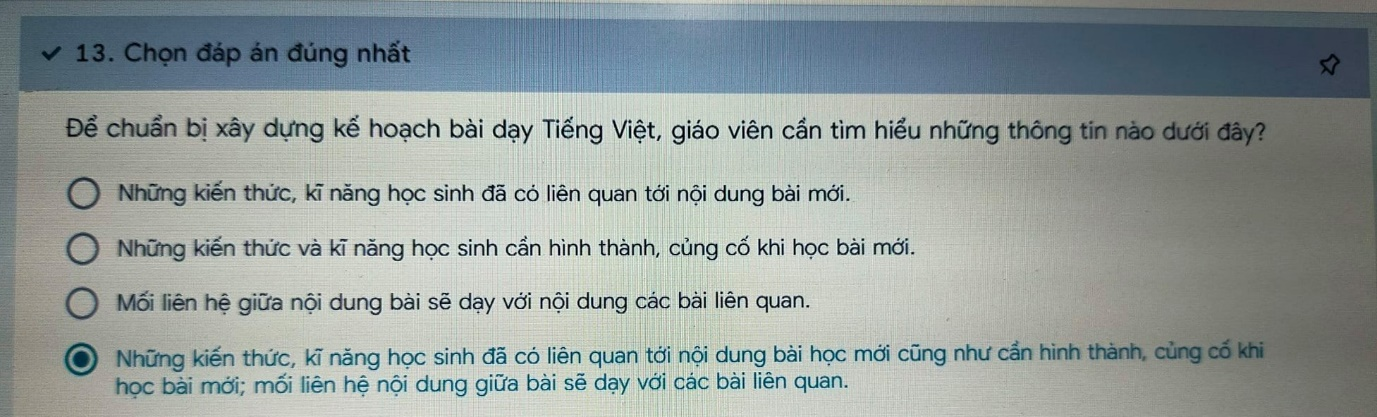 13. Chọn đáp án đúng nhất
Để chuẩn bị xây dựng kế hoạch bài dạy Tiếng Việt, giáo viên cần tìm hiểu những thông tin nào dưới đây?
Những kiến thức, kĩ năng học sinh đã có liên quan tới nội dung bài mới.
Những kiến thức và kĩ năng học sinh cần hình thành, củng cố khi học bài mới.
Mối liên hệ giữa nội dung bài sẽ dạy với nội dung các bài liên quan.
Những kiến thức, kĩ năng học sinh đã có liên quan tới nội dung bài học mới cũng như cần hình thành, củng cố khi
học bài mới; mối liên hệ nội dung giữa bài sẽ dạy với các bài liên quan.